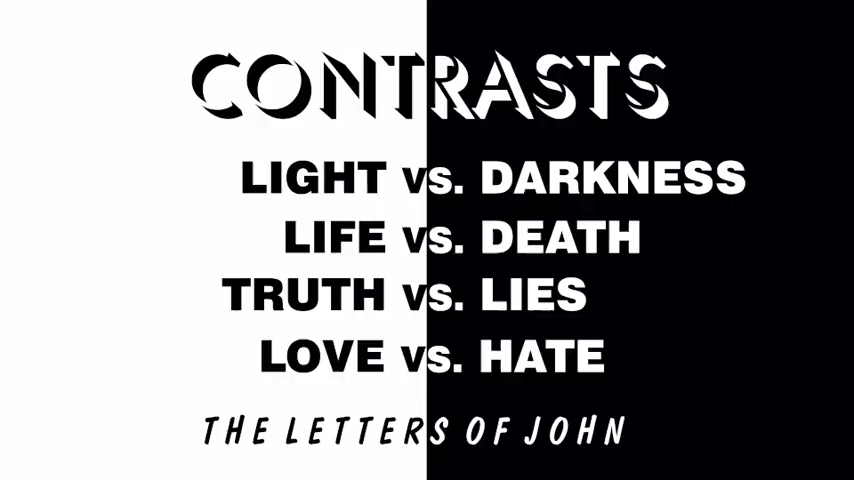 CONTRASTS
LIGHT vs. DARKNESS
LIFE vs. DEATH
TRUTH vs. LIES
LOVE vs. HATE
THE LETTERS OF JOHN